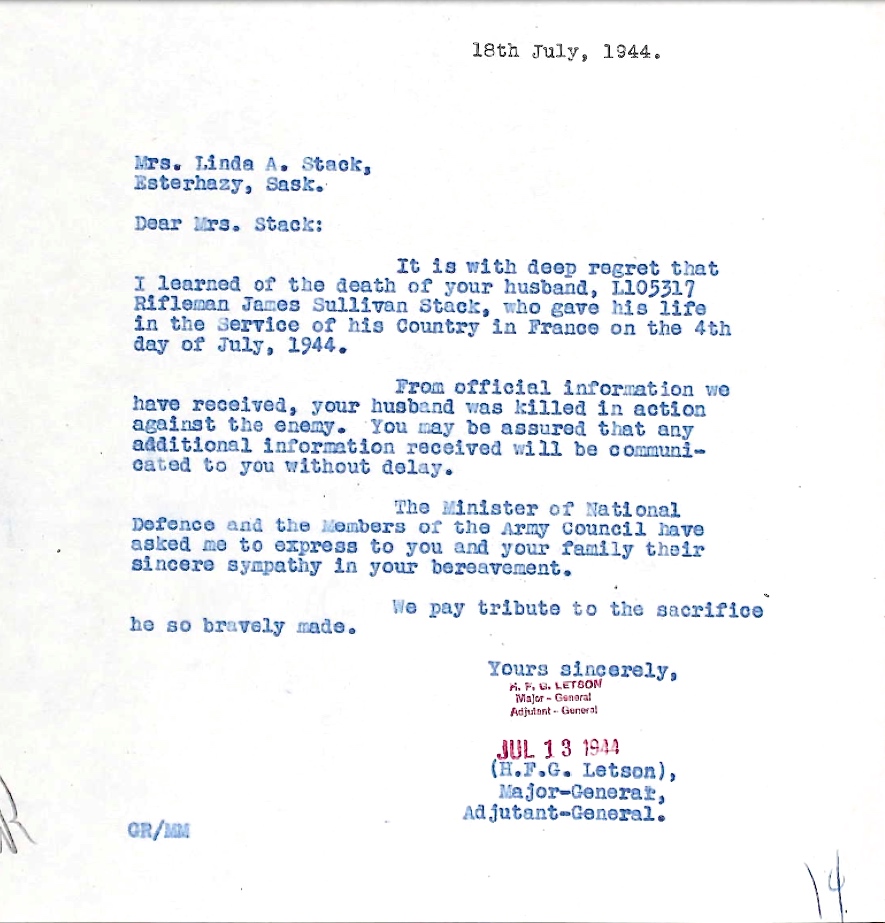 18th July, 1944.
Mrs. Linda A. Stack,
Esterhazy, Sask.
Dear Mrs. Stack:
It is with deep regret that
I learned of the death of your husband, L105317
Rifleman James Sullivan Stack, who gave his life
in the Service of his Country in France on the 4th
day of July, 1944.
From official information we
have received, your husband was killed in action
against the enemy. You may be assured that any
additional information received will be communi-
cated to you without delay.
The Minister of National
Defence and the Members of the Army Council have
asked me to express to you and your family their
sincere sympathy in your bereavement.
We pay tribute to the sacrifice
he so bravely made.
Yours sincerely,
H. F. G. LETSON
Major - General
Adjutant - General
JUL 13 1944
(H.F.G. Letson),
Major-General,
Adjutant-General.
GR/MM
14